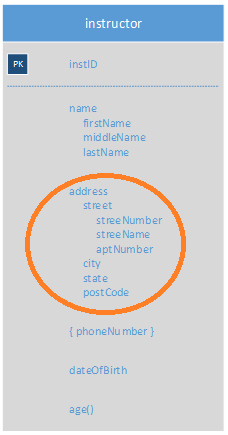 instructor
PK instID
name
firstName
middleName
lastName
address
street
streeNumber
streeName
aptNumber
city
state
postCode
{ phoneNumber }
dateOfBirth
age()